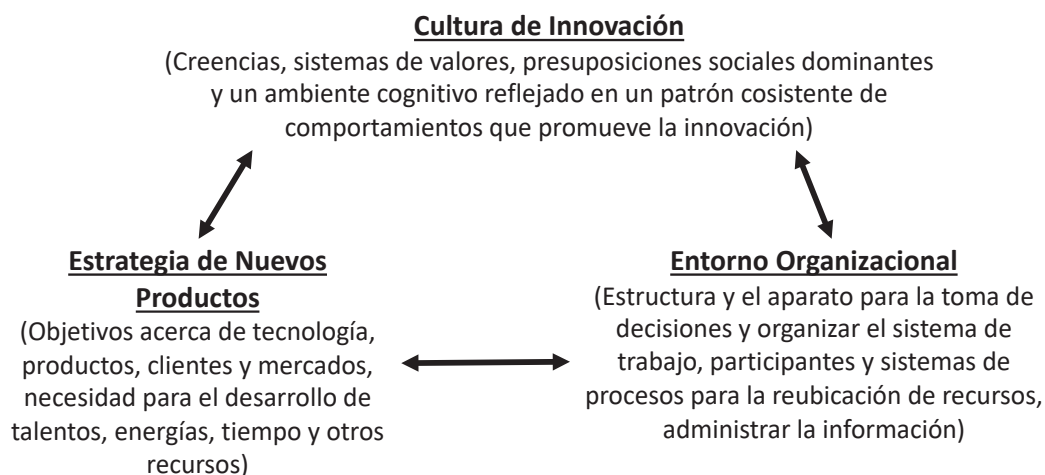 Cultura de Innovación
(Creencias, sistemas de valores, presuposiciones sociales dominantes
y un ambiente cognitivo reflejado en un patrón cosistente de
comportamientos que promueve la innovación)
Estrategia de Nuevos
Productos
(Objetivos acerca de tecnología,
productos, clientes y mercados,
necesidad para el desarrollo de
talentos, energías, tiempo y otros
recursos)
Entorno Organizacional
(Estructura y el aparato para la toma de
decisiones y organizar el sistema de
trabajo, participantes y sistemas de
procesos para la reubicación de recursos,
administrar la información)